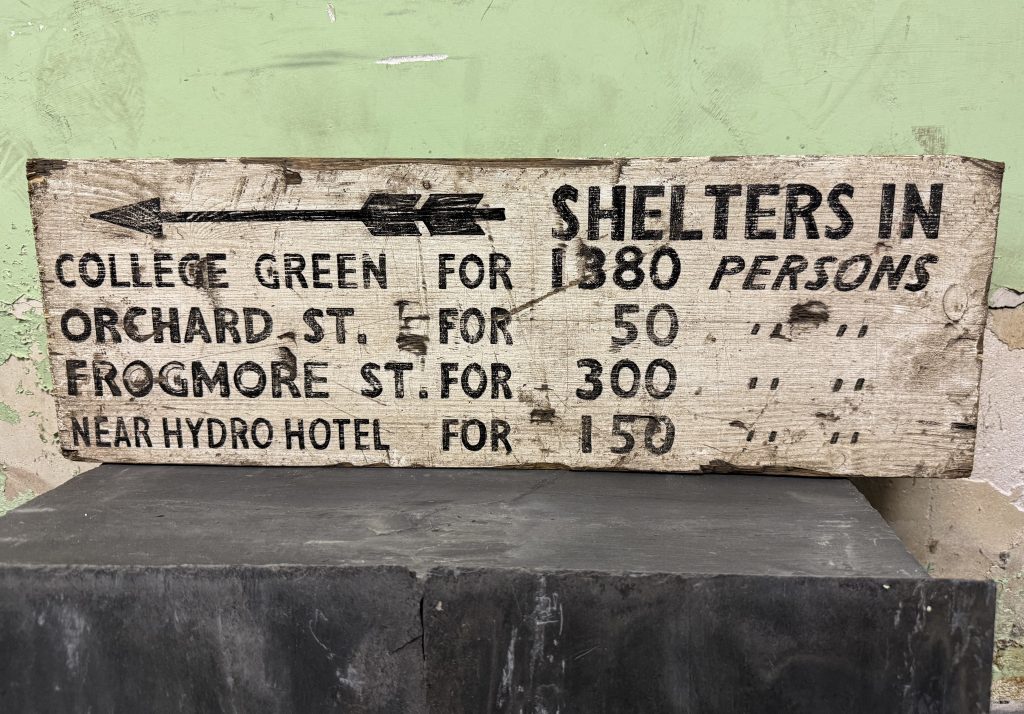 SHELTERS IN
COLLEGE GREEN FOR 1380 PERSONS
ORCHARD ST. FOR 50 " "
FROGMORE ST. FOR 300 " "
NEAR HYDRO HOTEL FOR 150 " "